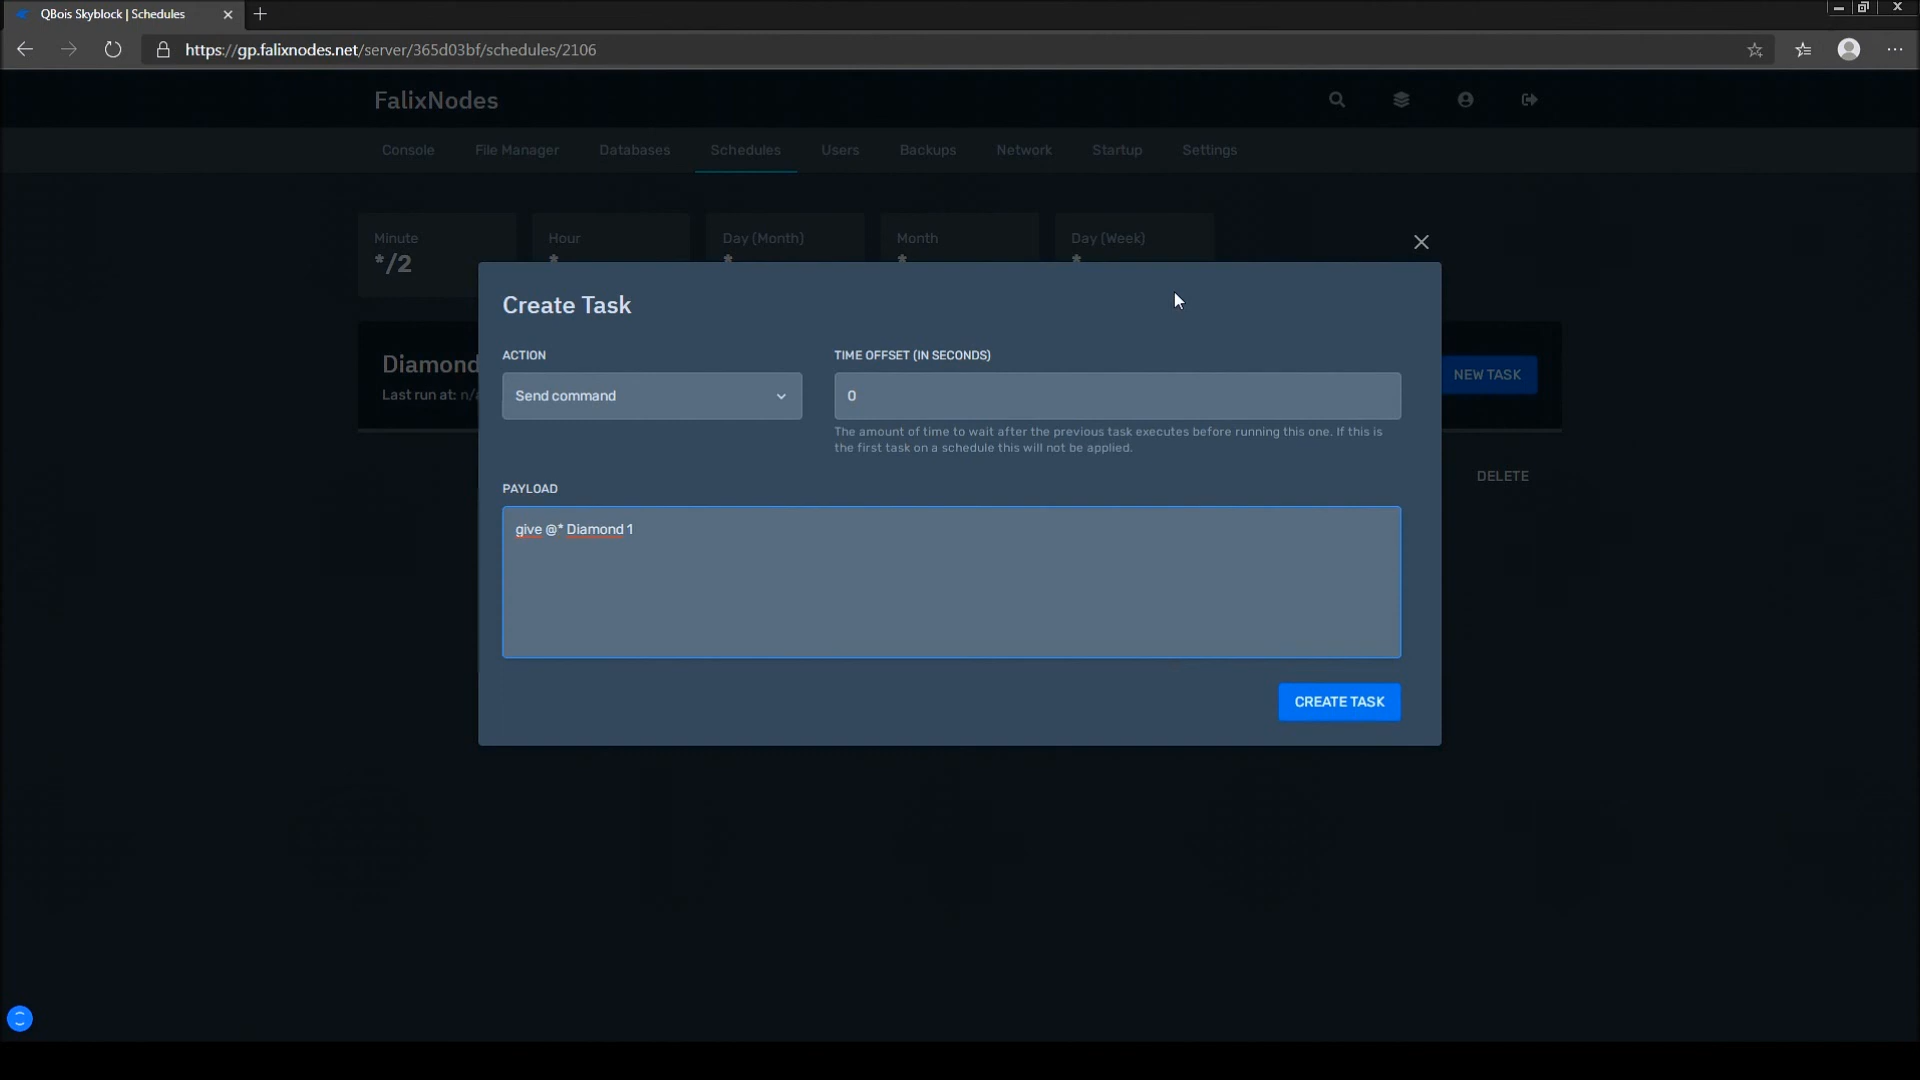 QBois Skyblock | Schedules
https://gp.falixnodes.net/server/365d03bf/schedules/2106
FalixNodes
Console File Manager Databases Schedules Users Backups Network Startup Settings
Minute Hour Day (Month) Month Day (Week)
*/2 * * * *
Create Task
Diamond
Last run at: n/
NEW TASK
ACTION
Send command
TIME OFFSET (IN SECONDS)
0
The amount of time to wait after the previous task executes before running this one. If this is
the first task on a schedule this will not be applied.
DELETE
PAYLOAD
give @* Diamond 1
CREATE TASK